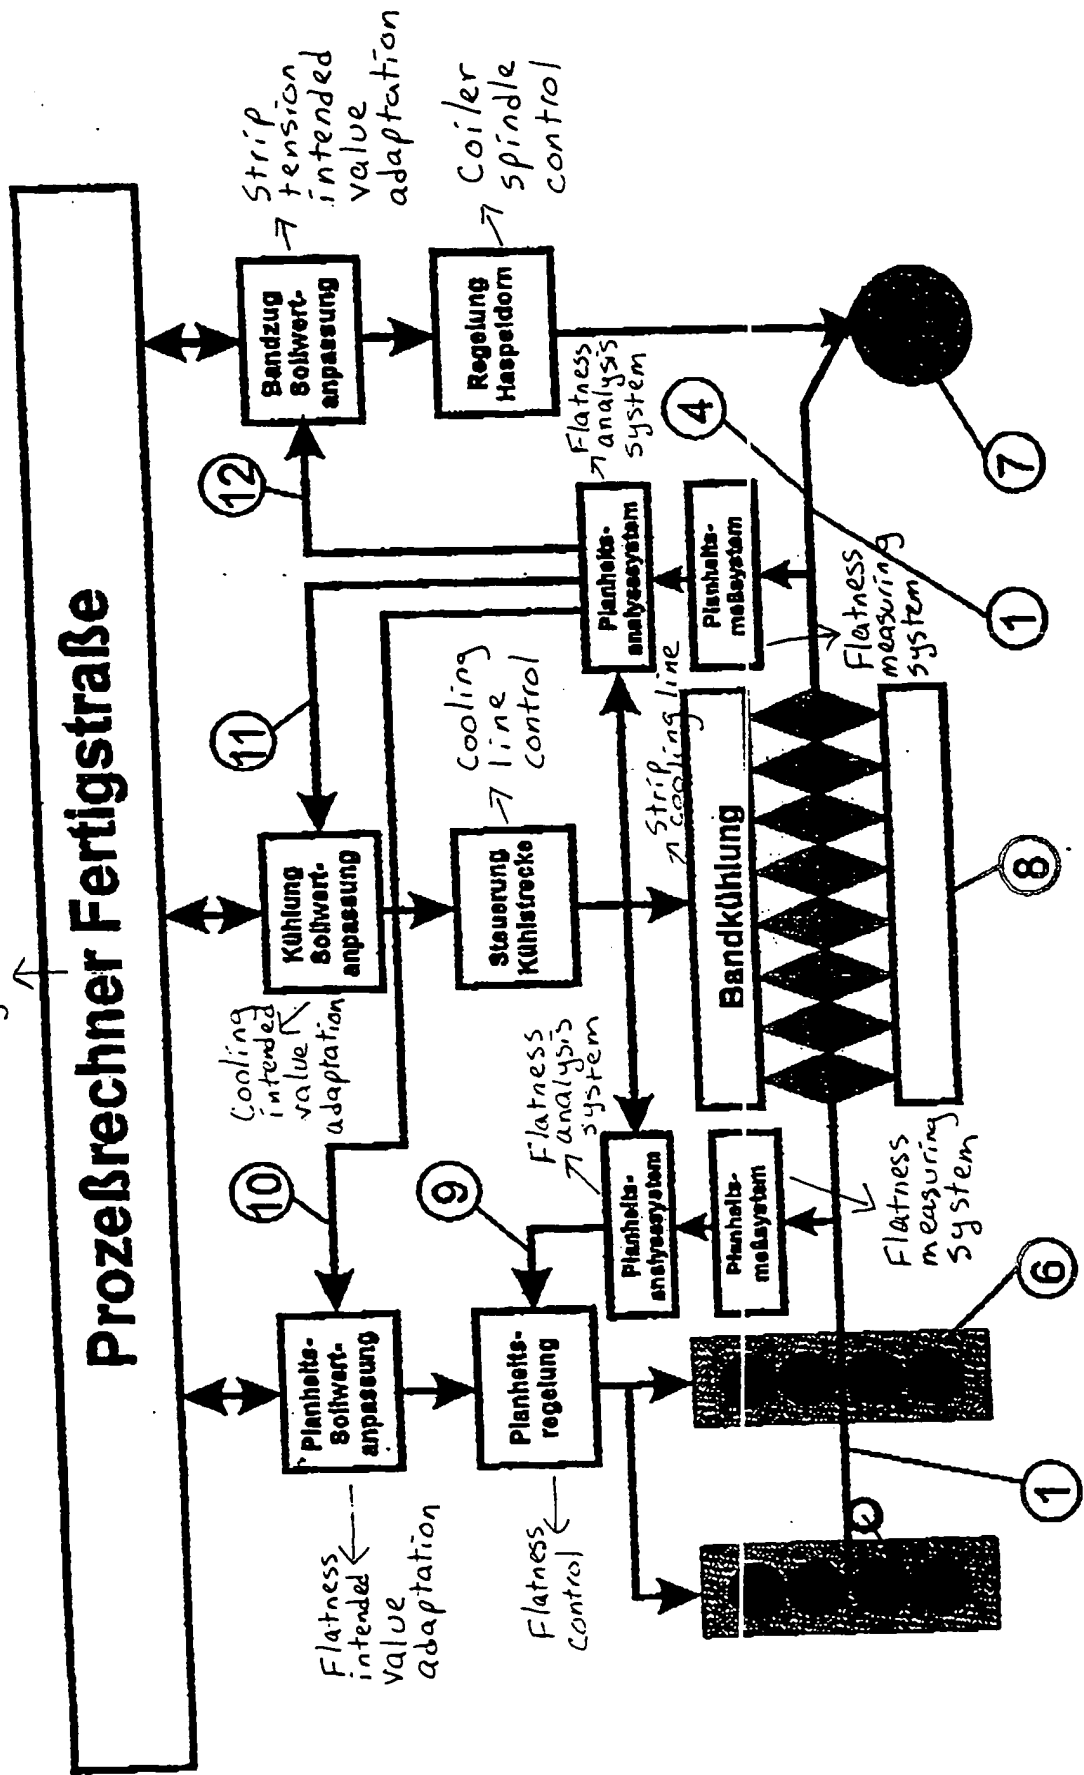 Prozeßrechner Fertigstraße
Planheits-
Sollwert-
anpassung
Flatness
intended
value
adaptation
10
Kühlung
Sollwert-
anpassung
Cooling
intended
value
adaptation
11
12
Bandzug
Sollwert-
anpassung
Strip
tension
intended
value
adaptation
Planheits-
regelung
Flatness
control
9
Steuerung
Kühlstrecke
Cooling
line
control
Regelung
Haspeldorn
Coiler
spindle
control
Planheits-
analysesystem
Flatness
analysis
system
Planheits-
analysesystem
Flatness
analysis
system
Planheits-
meßsystem
Flatness
measuring
system
Bandkühlung
Strip
cooling line
Planheits-
meßsystem
Flatness
measuring
system
4
1
6
8
1
7